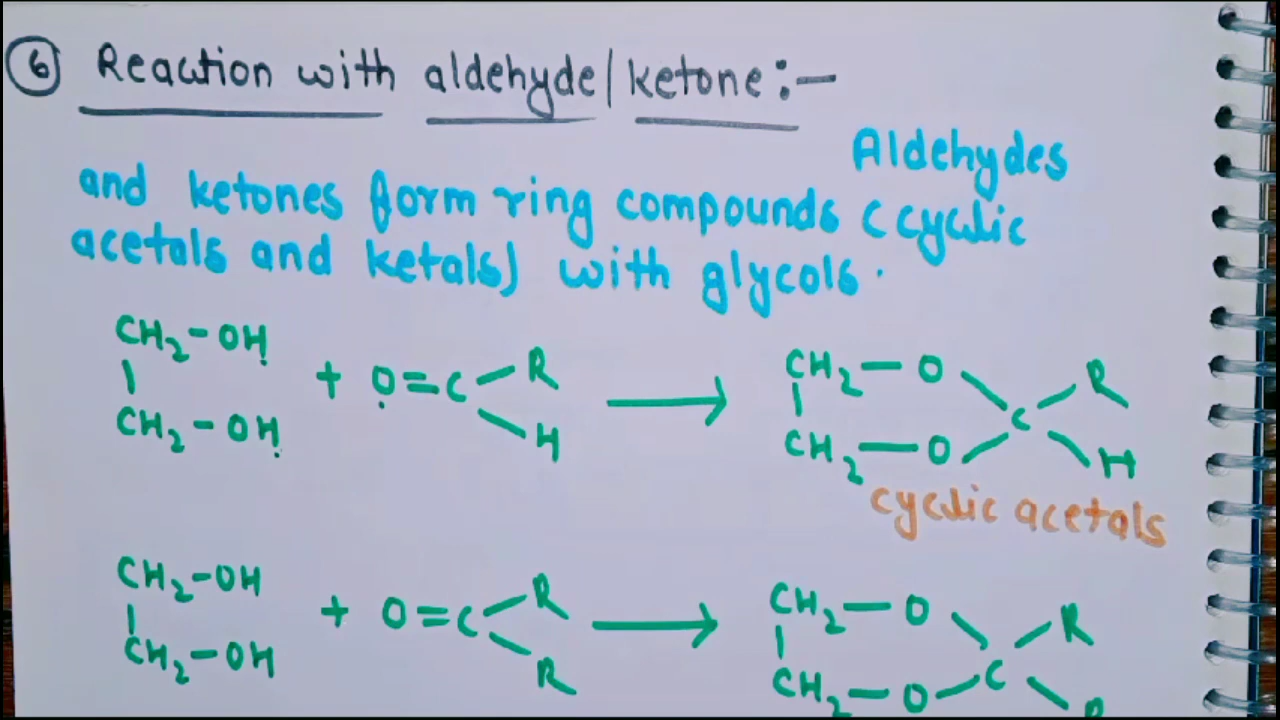 6 Reaction with aldehyde/ketone:-
Aldehydes
and ketones form ring compounds (cyclic
acetals and ketals) with glycols.
CH2-OH
CH2-OH
+ O=C
R
H
→
CH2-O
CH2-O
C
R
H
cyclic acetals
CH2-OH
CH2-OH
+ O=C
R
R
→
CH2-O
CH2-O
C
R